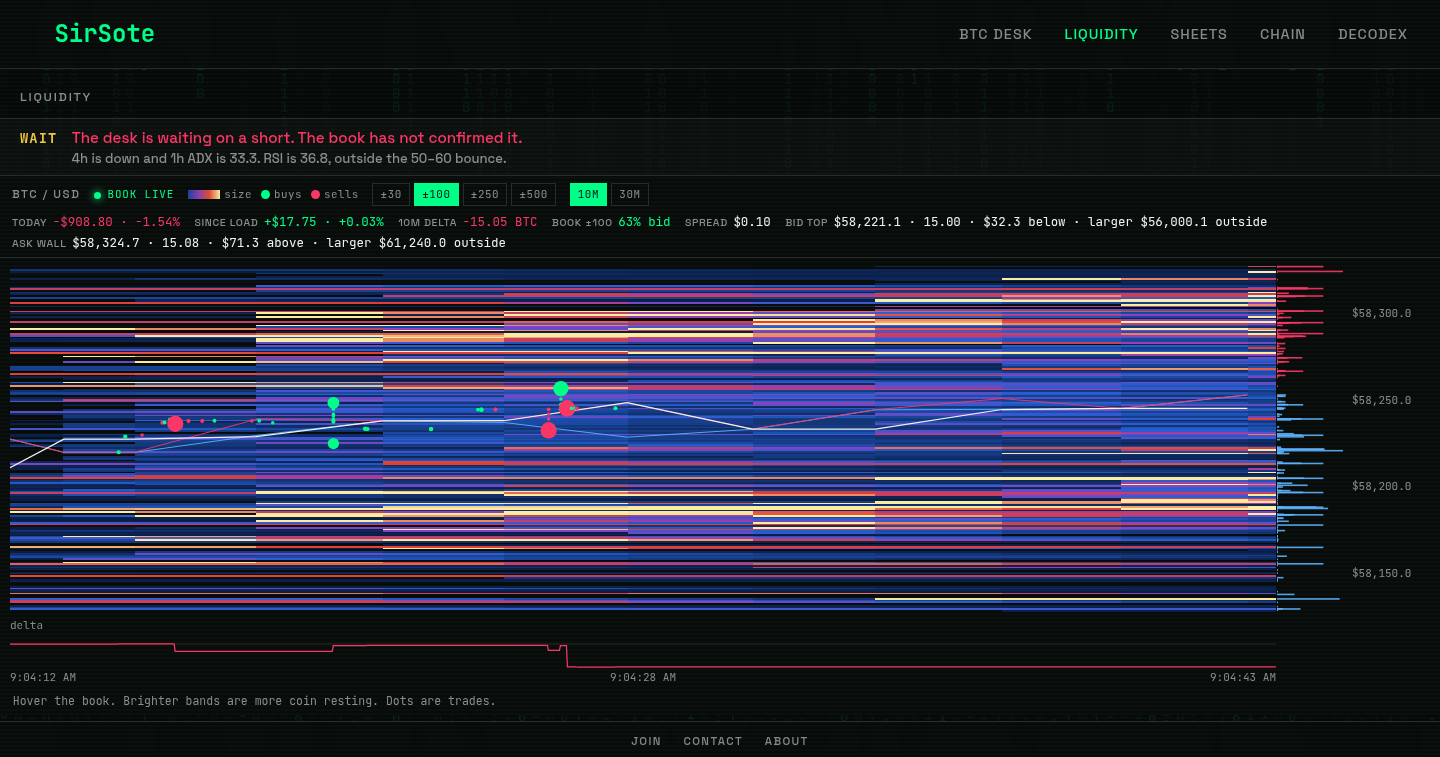 SirSote
BTC DESK LIQUIDITY SHEETS CHAIN DECODEX
LIQUIDITY
WAIT The desk is waiting on a short. The book has not confirmed it.
4h is down and 1h ADX is 33.3. RSI is 36.8, outside the 50–60 bounce.
BTC / USD BOOK LIVE size buys sells ±30 ±100 ±250 ±500 10M 30M
TODAY -$908.80 · -1.54% SINCE LOAD +$17.75 · +0.03% 10M DELTA -15.05 BTC BOOK ±100 63% bid SPREAD $0.10 BID TOP $58,221.1 · 15.00 · $32.3 below · larger $56,000.1 outside
ASK WALL $58,324.7 · 15.08 · $71.3 above · larger $61,240.0 outside
$58,300.0
$58,250.0
$58,200.0
$58,150.0
delta
9:04:12 AM 9:04:28 AM 9:04:43 AM
Hover the book. Brighter bands are more coin resting. Dots are trades.
JOIN CONTACT ABOUT